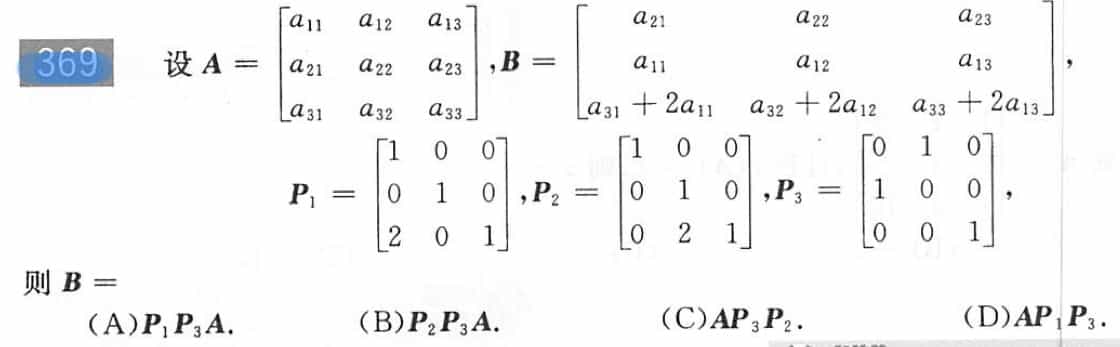 369 设 A = [a11 a12 a13; a21 a22 a23; a31 a32 a33], B = [a21 a22 a23; a11 a12 a13; a31 + 2a11 a32 + 2a12 a33 + 2a13],
P1 = [1 0 0; 0 1 0; 2 0 1], P2 = [1 0 0; 0 1 0; 0 2 1], P3 = [0 1 0; 1 0 0; 0 0 1],
则 B =
(A)P1P3A. (B)P2P3A. (C)AP3P2. (D)AP1P3.